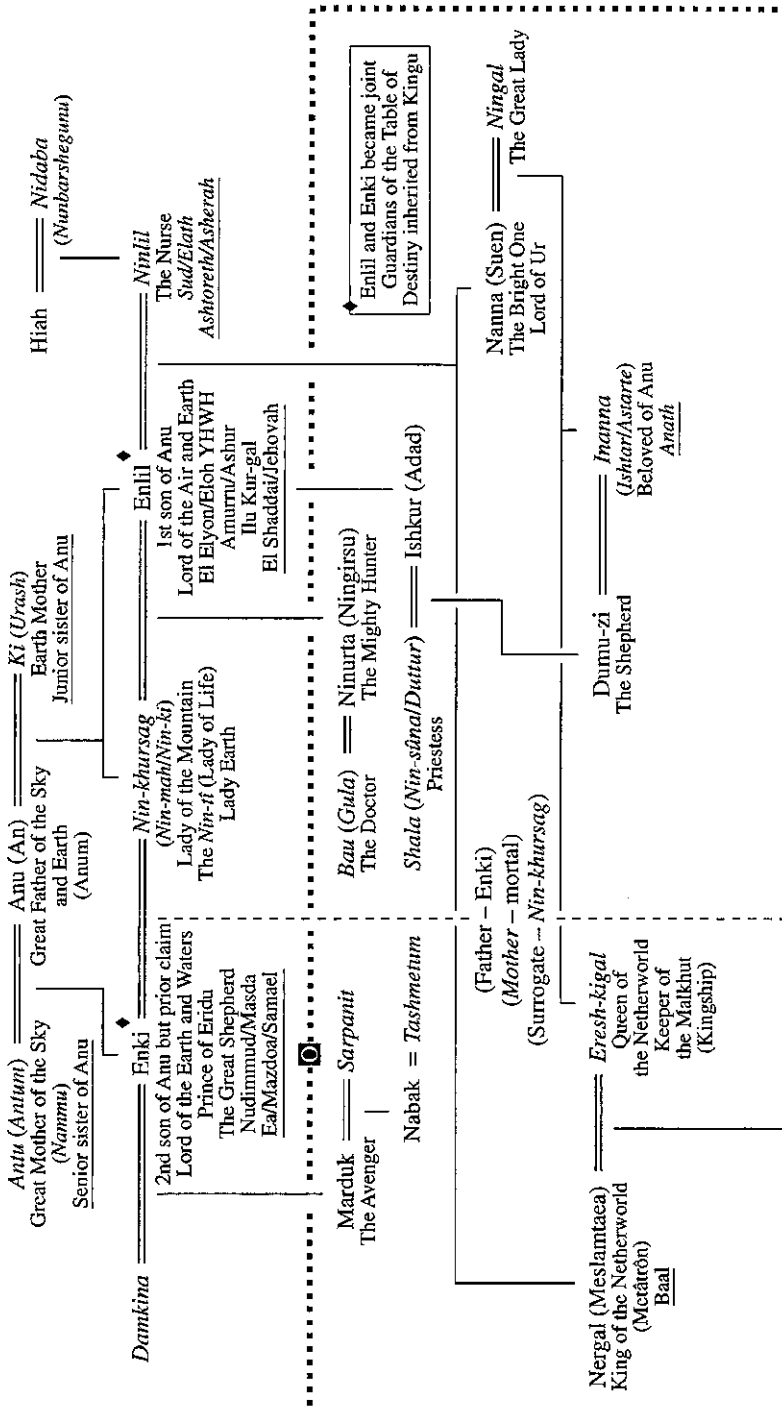 Hiah ═══ Nidaba
(Nunbarshegunu)
Antu (Antum) ═══ Anu (An) ═══ Ki (Urash)
Great Mother of the Sky
(Nammu)
Senior sister of Anu
Great Father of the Sky
and Earth
(Anum)
Earth Mother
Junior sister of Anu
Damkina ═══ Enki ═══ Nin-khursag ═══ Enlil ═══ Ninlil
2nd son of Anu but prior claim
Lord of the Earth and Waters
Prince of Eridu
The Great Shepherd
Nudimmud/Masda
Ea/Mazdoa/Samael
(Nin-mah/Nin-ki)
Lady of the Mountain
The Nin-tî (Lady of Life)
Lady Earth
1st son of Anu
Lord of the Air and Earth
El Elyon/Eloh YHWH
Amurru/Ashur
Ilu Kur-gal
El Shaddai/Jehovah
The Nurse
Sud/Elath
Ashtoreth/Asherah
Marduk ═══ Sarpanit
The Avenger
Nabak = Tashmetum
Bau (Gula) ═══ Ninurta (Ningirsu)
The Doctor
The Mighty Hunter
Shala (Nin-sûna/Duttur) ═══ Ishkur (Adad)
Priestess
♦ Enlil and Enki became joint
Guardians of the Table of
Destiny inherited from Kingu
(Father – Enki)
(Mother – mortal)
(Surrogate – Nin-khursag)
Nanna (Suen) ═══ Ningal
The Bright One
Lord of Ur
The Great Lady
Nergal (Meslamtaea) ═══ Eresh-kigal
King of the Netherworld
(Metâtrôn)
Baal
Queen of
the Netherworld
Keeper of
the Malkhut
(Kingship)
Dumu-zi ═══ Inanna
The Shepherd
(Ishtar/Astarte)
Beloved of Anu
Anath